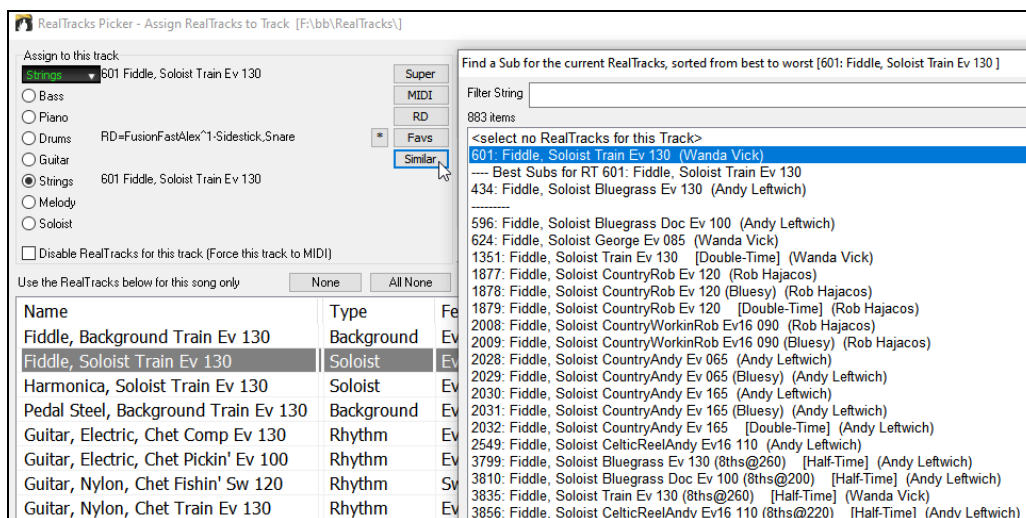 RealTracks Picker - Assign RealTracks to Track [F:\bb\RealTracks\]
Assign to this track
Strings 601 Fiddle, Soloist Train Ev 130 Super
Bass MIDI
Piano RD
Drums RD=FusionFastAlex^1-Sidestick,Snare * Favs
Guitar Similar
Strings 601 Fiddle, Soloist Train Ev 130
Melody
Soloist
Disable RealTracks for this track (Force this track to MIDI)
Use the RealTracks below for this song only None All None
Name Type Fe
Fiddle, Background Train Ev 130 Background Ev
Fiddle, Soloist Train Ev 130 Soloist Ev
Harmonica, Soloist Train Ev 130 Soloist Ev
Pedal Steel, Background Train Ev 130 Background Ev
Guitar, Electric, Chet Comp Ev 130 Rhythm Ev
Guitar, Electric, Chet Pickin' Ev 100 Rhythm Ev
Guitar, Nylon, Chet Fishin' Sw 120 Rhythm Sw
Guitar, Nylon, Chet Train Ev 130 Rhythm Ev
Find a Sub for the current RealTracks, sorted from best to worst [601: Fiddle, Soloist Train Ev 130 ]
Filter String
883 items
<select no RealTracks for this Track>
601: Fiddle, Soloist Train Ev 130 (Wanda Vick)
---- Best Subs for RT 601: Fiddle, Soloist Train Ev 130
434: Fiddle, Soloist Bluegrass Ev 130 (Andy Leftwich)
---------
596: Fiddle, Soloist Bluegrass Doc Ev 100 (Andy Leftwich)
624: Fiddle, Soloist George Ev 085 (Wanda Vick)
1351: Fiddle, Soloist Train Ev 130 [Double-Time] (Wanda Vick)
1877: Fiddle, Soloist CountryRob Ev 120 (Rob Hajacos)
1878: Fiddle, Soloist CountryRob Ev 120 (Bluesy) (Rob Hajacos)
1879: Fiddle, Soloist CountryRob Ev 120 [Double-Time] (Rob Hajacos)
2008: Fiddle, Soloist CountryWorkinRob Ev16 090 (Rob Hajacos)
2009: Fiddle, Soloist CountryWorkinRob Ev16 090 (Bluesy) (Rob Hajacos)
2028: Fiddle, Soloist CountryAndy Ev 065 (Andy Leftwich)
2029: Fiddle, Soloist CountryAndy Ev 065 (Bluesy) (Andy Leftwich)
2030: Fiddle, Soloist CountryAndy Ev 165 (Andy Leftwich)
2031: Fiddle, Soloist CountryAndy Ev 165 (Bluesy) (Andy Leftwich)
2032: Fiddle, Soloist CountryAndy Ev 165 [Double-Time] (Andy Leftwich)
2549: Fiddle, Soloist CelticReelAndy Ev16 110 (Andy Leftwich)
3799: Fiddle, Soloist Bluegrass Ev 130 (8ths@260) [Half-Time] (Andy Leftwich)
3810: Fiddle, Soloist Bluegrass Doc Ev 100 (8ths@200) [Half-Time] (Andy Leftwich)
3835: Fiddle, Soloist Train Ev 130 (8ths@260) [Half-Time] (Wanda Vick)
3856: Fiddle, Soloist CelticReelAndy Ev16 110 (8ths@220) [Half-Time] (Andy Leftwich)